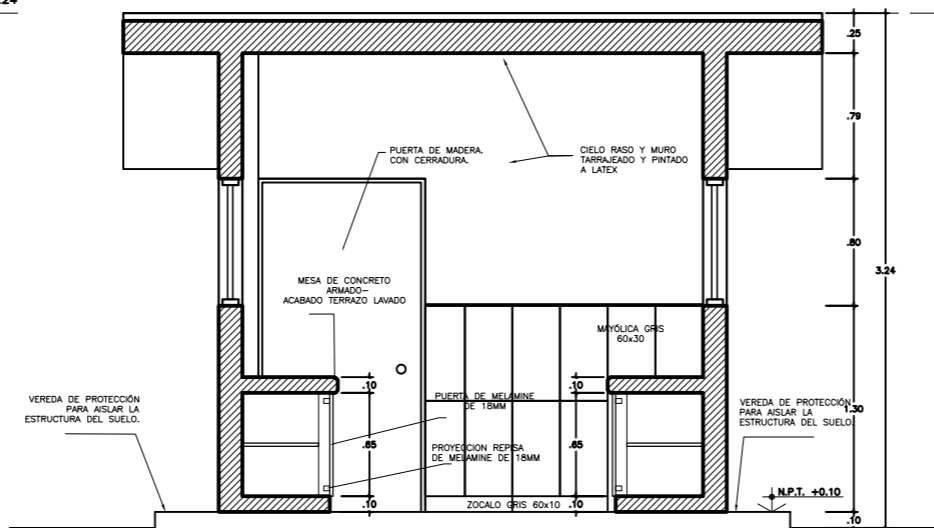 .24
.25
.79
PUERTA DE MADERA.
CON CERRADURA.
CIELO RASO Y MURO
TARRAJEADO Y PINTADO
A LATEX
.80
3.24
MESA DE CONCRETO
ARMADO–
ACABADO TERRAZO LAVADO
MAYÓLICA GRIS
60x30
.10
.10
VEREDA DE PROTECCIÓN
PARA AISLAR LA
ESTRUCTURA DEL SUELO.
PUERTA DE MELAMINE
DE 18MM
VEREDA DE PROTECCIÓN
PARA AISLAR LA
ESTRUCTURA DEL SUELO.
1.30
.65
PROYECCION REPISA
DE MELAMINE DE 18MM
.65
.10
ZOCALO GRIS 60x10
.10
N.P.T. +0.10
.10